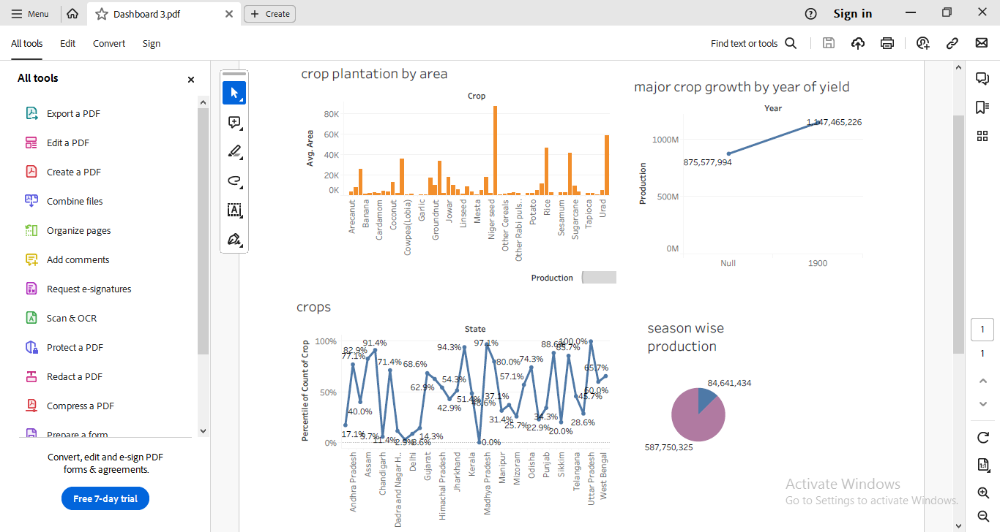 Menu
Dashboard 3.pdf
Create
Sign in
All tools
Edit
Convert
Sign
Find text or tools
All tools
Export a PDF
Edit a PDF
Create a PDF
Combine files
Organize pages
Add comments
Request e-signatures
Scan & OCR
Protect a PDF
Redact a PDF
Compress a PDF
Prepare a form
Convert, edit and e-sign PDF
forms & agreements.
Free 7-day trial
crop plantation by area
Crop
Avg. Area
80K
60K
40K
20K
0K
Arecanut
Banana
Cardamom
Coconut
Cowpea(Lobia)
Garlic
Groundnut
Jowar
Linseed
Mesta
Niger seed
Other Cereals
Other Rabi puls..
Potato
Rice
Sesamum
Sugarcane
Tapioca
Urad
Production
major crop growth by year of yield
Year
Production
1000M
500M
0M
1,147,465,226
875,577,994
Null
1900
crops
State
Percentile of Count of Crop
100%
50%
0%
17.1%
77.1%
40.0%
82.9%
91.4%
5.7%
71.4%
11.4%
2.9%
8.6%
14.3%
68.6%
62.9%
54.3%
42.9%
51.4%
94.3%
48.6%
0.0%
97.1%
80.0%
31.4%
37.1%
25.7%
57.1%
74.3%
22.9%
34.3%
88.6%
20.0%
85.7%
45.7%
28.6%
100.0%
60.0%
65.7%
Andhra Pradesh
Assam
Chandigarh
Dadra and Nagar H..
Delhi
Gujarat
Himachal Pradesh
Jharkhand
Kerala
Madhya Pradesh
Manipur
Mizoram
Odisha
Punjab
Sikkim
Telangana
Uttar Pradesh
West Bengal
season wise
production
84,641,434
587,750,325
1
1
1:1
Activate Windows
Go to Settings to activate Windows.